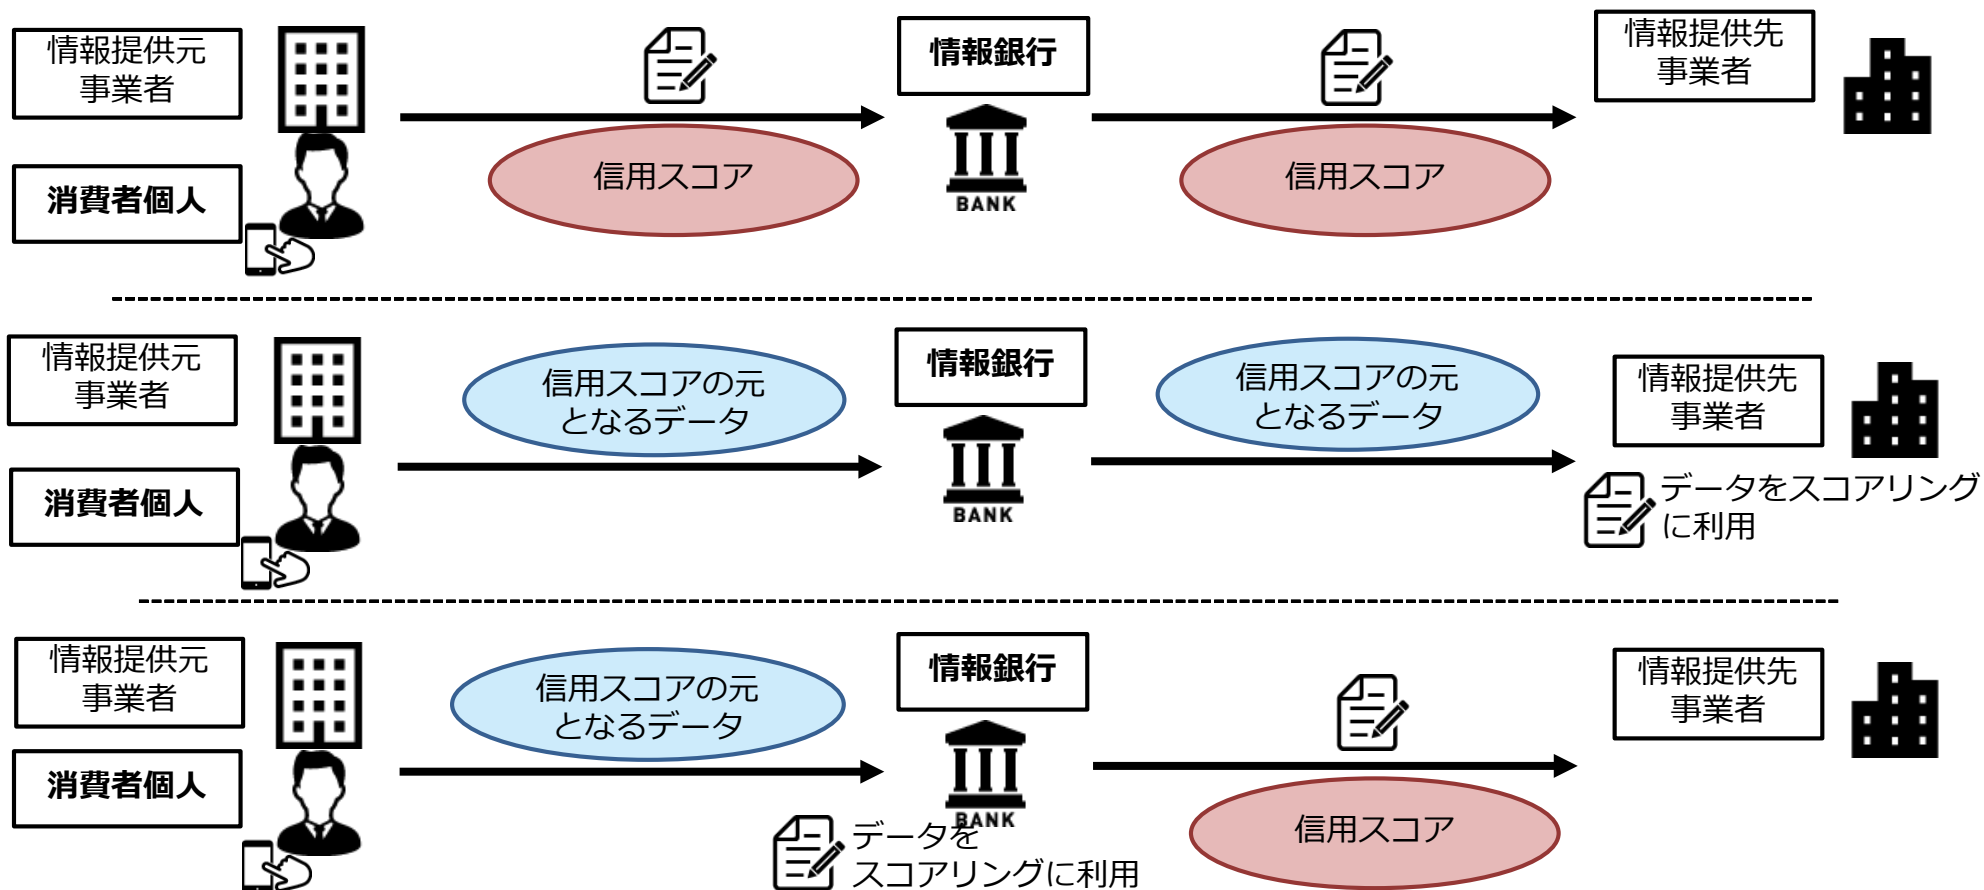 情報提供元
事業者
情報銀行
情報提供先
事業者
信用スコア
信用スコア
消費者個人
BANK
情報提供元
事業者
信用スコアの元
となるデータ
情報銀行
信用スコアの元
となるデータ
情報提供先
事業者
消費者個人
BANK
データをスコアリング
に利用
情報提供元
事業者
信用スコアの元
となるデータ
情報銀行
情報提供先
事業者
消費者個人
BANK
データを
スコアリングに利用
信用スコア